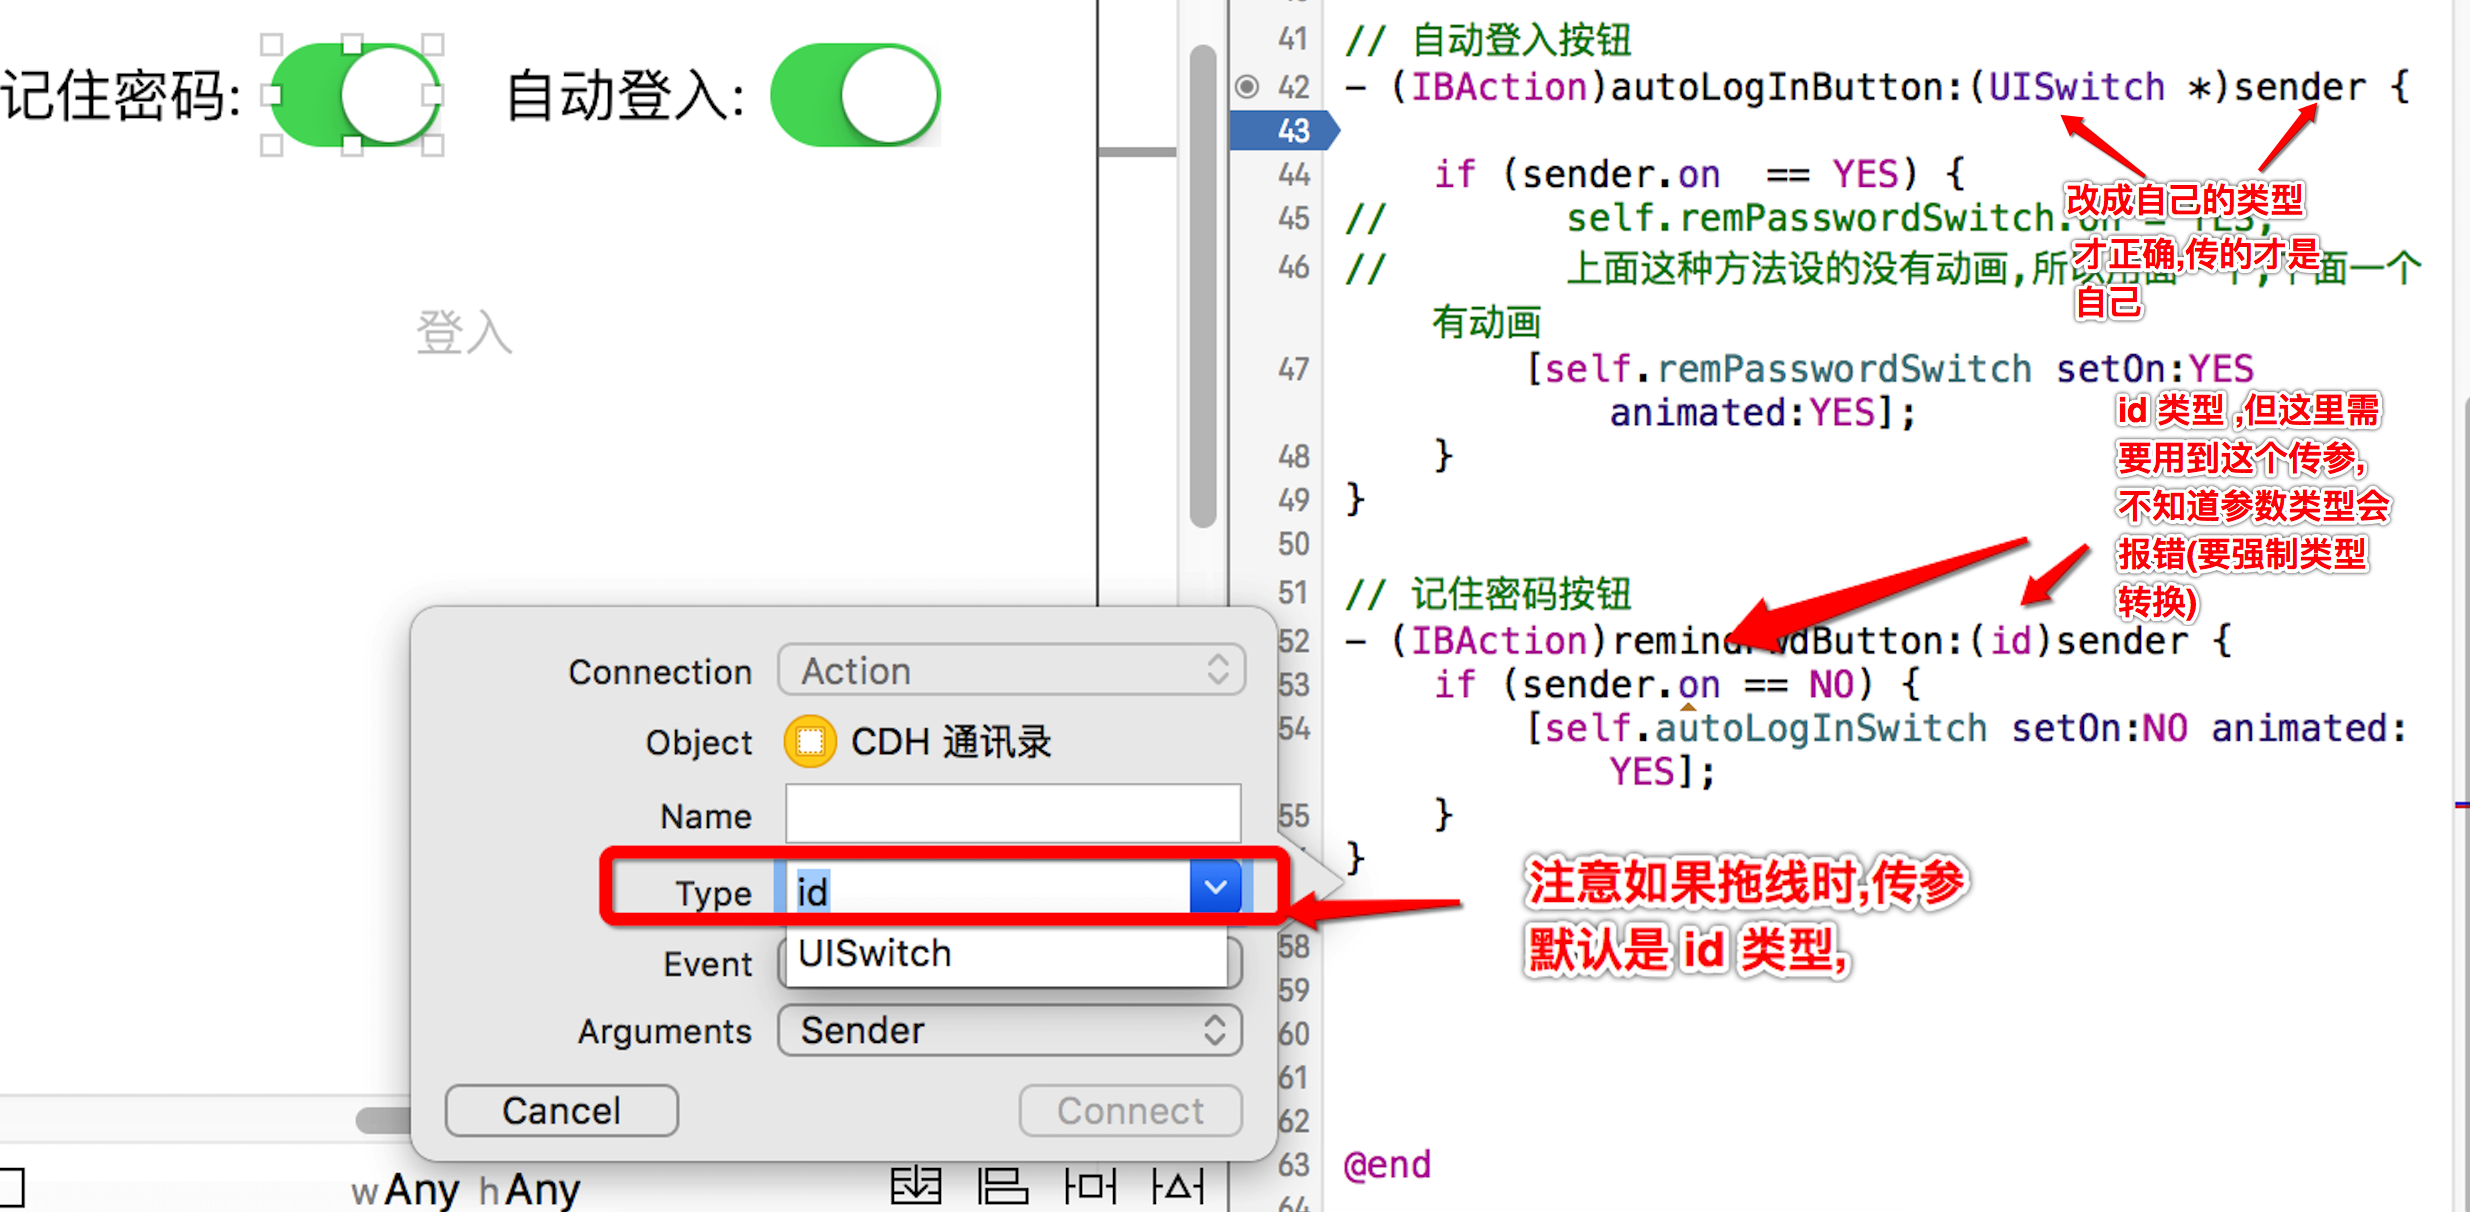 记住密码:
自动登入:
登入
Connection Action
Object CDH 通讯录
Name
Type id
UISwitch
Event
Arguments Sender
Cancel Connect
wAny hAny
41 // 自动登入按钮
42 - (IBAction)autoLogInButton:(UISwitch *)sender {
43
44 if (sender.on  == YES) {
45 // self.remPasswordSwitch.on = YES;
46 // 上面这种方法设的没有动画,所以用面一个,下面一个
有动画
47 [self.remPasswordSwitch setOn:YES
animated:YES];
48 }
49 }
50
51 // 记住密码按钮
52 - (IBAction)remindPwdButton:(id)sender {
53 if (sender.on == NO) {
54 [self.autoLogInSwitch setOn:NO animated:
YES];
55 }
}
58
59
60
61
62
63 @end
64
改成自己的类型
才正确,传的才是
自己
id 类型 ,但这里需
要用到这个传参,
不知道参数类型会
报错(要强制类型
转换)
注意如果拖线时,传参
默认是 id 类型,